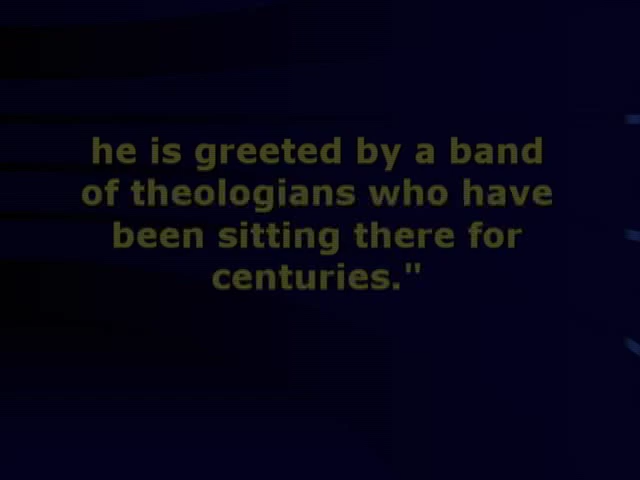 he is greeted by a band
of theologians who have
been sitting there for
centuries."